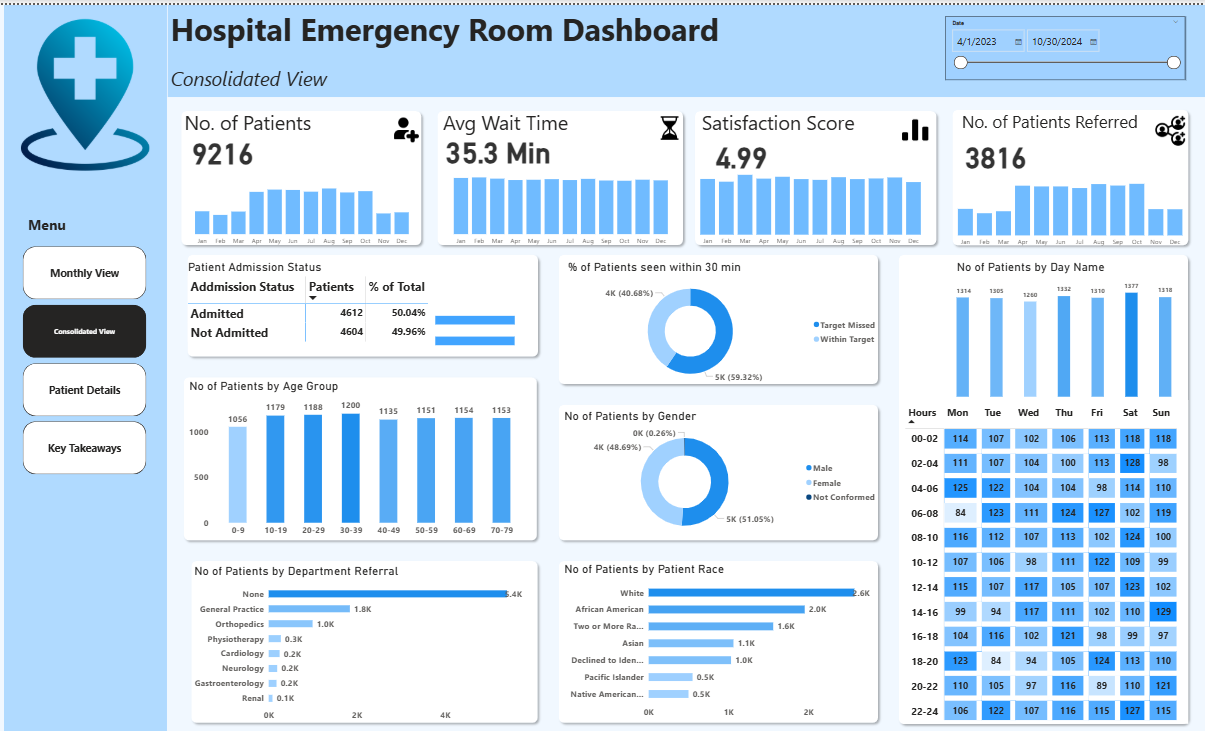 Hospital Emergency Room Dashboard
Consolidated View
Date
4/1/2023 10/30/2024
Menu
Monthly View
Consolidated View
Patient Details
Key Takeaways
No. of Patients
9216
Jan Feb Mar Apr May Jun Jul Aug Sep Oct Nov Dec
Avg Wait Time
35.3 Min
Jan Feb Mar Apr May Jun Jul Aug Sep Oct Nov Dec
Satisfaction Score
4.99
Jan Feb Mar Apr May Jun Jul Aug Sep Oct Nov Dec
No. of Patients Referred
3816
Jan Feb Mar Apr May Jun Jul Aug Sep Oct Nov Dec
Patient Admission Status
Addmission Status Patients % of Total
Admitted 4612 50.04%
Not Admitted 4604 49.96%
No of Patients by Age Group
1056 1179 1188 1200 1135 1151 1154 1153
1000
500
0
0-9 10-19 20-29 30-39 40-49 50-59 60-69 70-79
No of Patients by Department Referral
None 5.4K
General Practice 1.8K
Orthopedics 1.0K
Physiotherapy 0.3K
Cardiology 0.2K
Neurology 0.2K
Gastroenterology 0.2K
Renal 0.1K
0K 2K 4K
% of Patients seen within 30 min
4K (40.68%)
Target Missed
Within Target
5K (59.32%)
No of Patients by Gender
0K (0.26%)
4K (48.69%)
Male
Female
Not Conformed
5K (51.05%)
No of Patients by Patient Race
White 2.6K
African American 2.0K
Two or More Ra... 1.6K
Asian 1.1K
Declined to Iden... 1.0K
Pacific Islander 0.5K
Native American... 0.5K
0K 1K 2K
No of Patients by Day Name
1314 1305 1260 1332 1310 1377 1318
Hours Mon Tue Wed Thu Fri Sat Sun
00-02 114 107 102 106 113 118 118
02-04 111 107 104 100 113 128 98
04-06 125 122 104 104 98 114 110
06-08 84 123 111 124 127 102 119
08-10 116 112 107 113 102 124 100
10-12 107 106 98 111 122 109 99
12-14 115 107 117 105 107 123 102
14-16 99 94 117 111 102 110 129
16-18 104 116 102 121 98 99 97
18-20 123 84 94 105 124 113 110
20-22 110 105 97 116 89 110 121
22-24 106 122 107 116 115 127 115